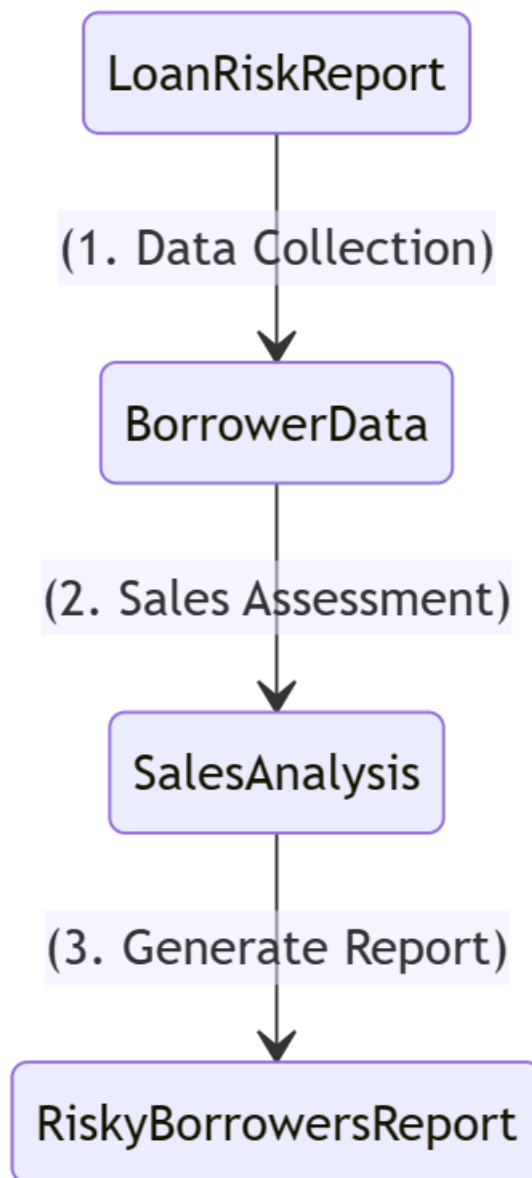 LoanRiskReport
(1. Data Collection)
BorrowerData
(2. Sales Assessment)
SalesAnalysis
(3. Generate Report)
RiskyBorrowersReport